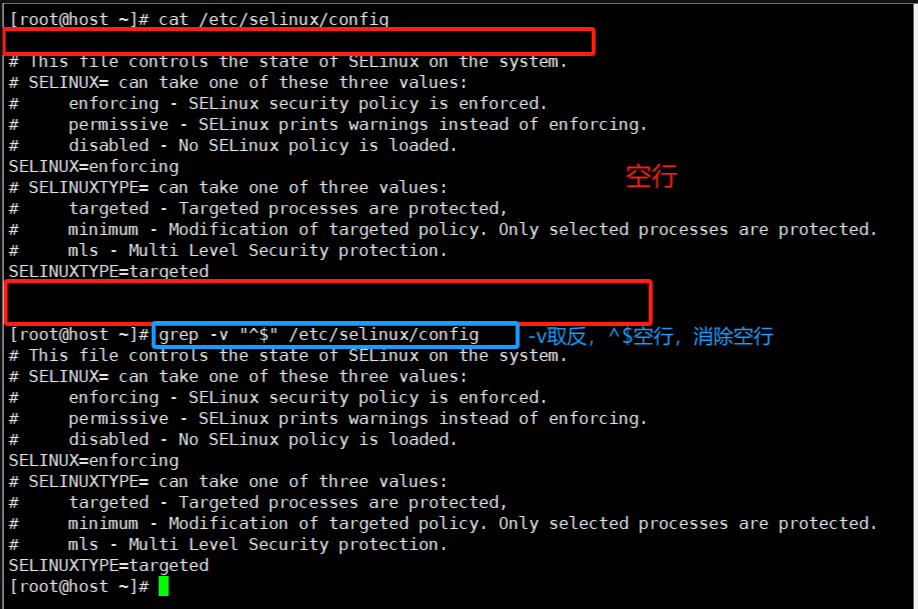 [root@host ~]# cat /etc/selinux/config
# This file controls the state of SELinux on the system.
# SELINUX= can take one of these three values:
#     enforcing - SELinux security policy is enforced.
#     permissive - SELinux prints warnings instead of enforcing.
#     disabled - No SELinux policy is loaded.
SELINUX=enforcing
空行
# SELINUXTYPE= can take one of three values:
#     targeted - Targeted processes are protected,
#     minimum - Modification of targeted policy. Only selected processes are protected.
#     mls - Multi Level Security protection.
SELINUXTYPE=targeted
[root@host ~]# grep -v "^$" /etc/selinux/config -v取反，^$空行，消除空行
# This file controls the state of SELinux on the system.
# SELINUX= can take one of these three values:
#     enforcing - SELinux security policy is enforced.
#     permissive - SELinux prints warnings instead of enforcing.
#     disabled - No SELinux policy is loaded.
SELINUX=enforcing
# SELINUXTYPE= can take one of three values:
#     targeted - Targeted processes are protected,
#     minimum - Modification of targeted policy. Only selected processes are protected.
#     mls - Multi Level Security protection.
SELINUXTYPE=targeted
[root@host ~]#